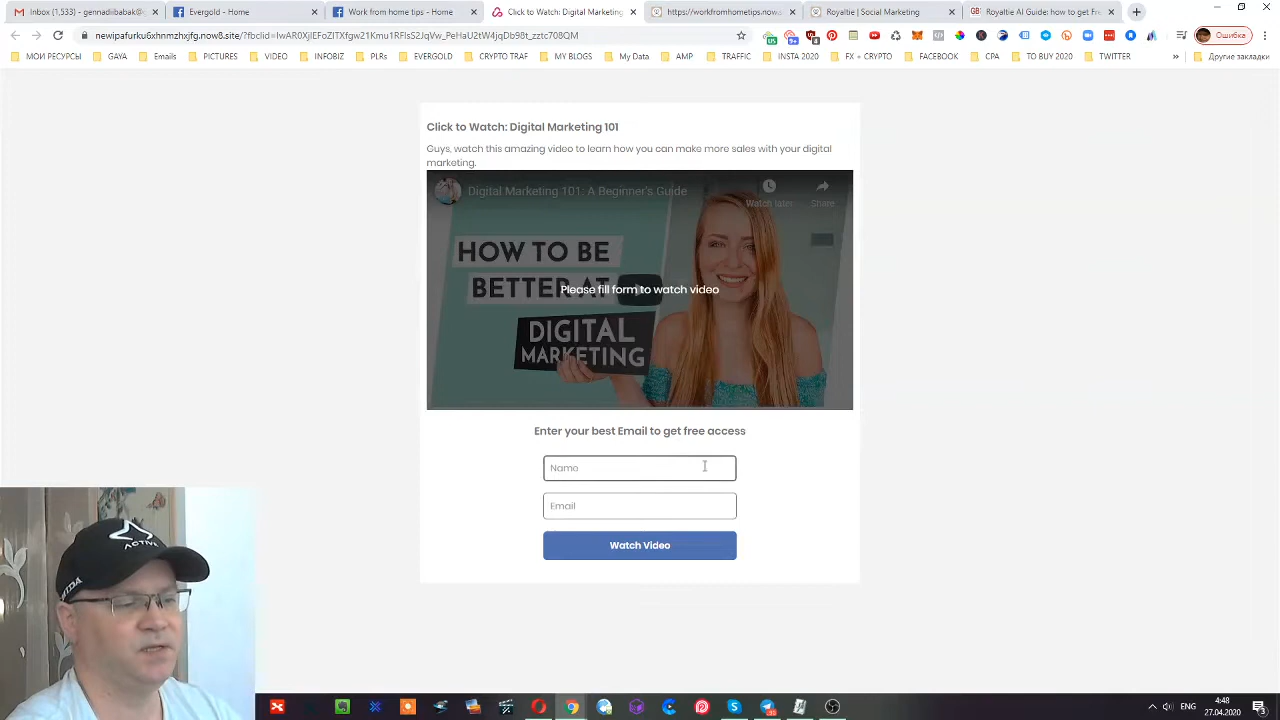 Inbox (1,533) - gennadiibabak@
Evergold - Home
Work from home tips - Home
Click to Watch: Digital Marketing
https://workfromhometips.now.s
Royaltie | Social Marketing
Royaltie AI Guide how to get Fr
МОИ РЕСУРСЫ
GAYA
Emails
PICTURES
VIDEO
INFOBIZ
PLRs
EVERGOLD
CRYPTO TRAF
MY BLOGS
My Data
AMP
TRAFFIC
INSTA 2020
FX + CRYPTO
FACEBOOK
CPA
TO BUY 2020
TWITTER
»
Другие закладки
Ошибка
Click to Watch: Digital Marketing 101
Guys, watch this amazing video to learn how you can make more sales with your digital
marketing.
Digital Marketing 101: A Beginner's Guide
Watch later
Share
HOW TO BE
BETTER AT
Please fill form to watch video
DIGITAL
MARKETING
Enter your best Email to get free access
Name
Email
Watch Video
ACTIVE
ENG
4:48
27.04.2020